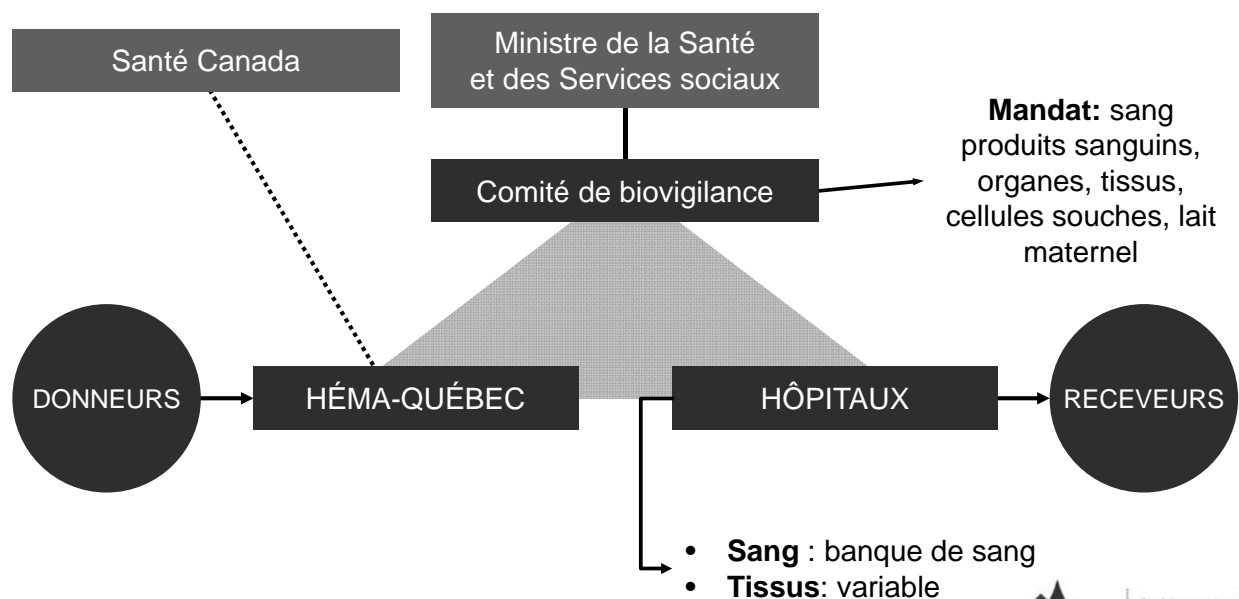 Santé Canada
Ministre de la Santé
et des Services sociaux
Comité de biovigilance
Mandat: sang
produits sanguins,
organes, tissus,
cellules souches, lait
maternel
DONNEURS
HÉMA-QUÉBEC
HÔPITAUX
RECEVEURS
• Sang : banque de sang
• Tissus: variable